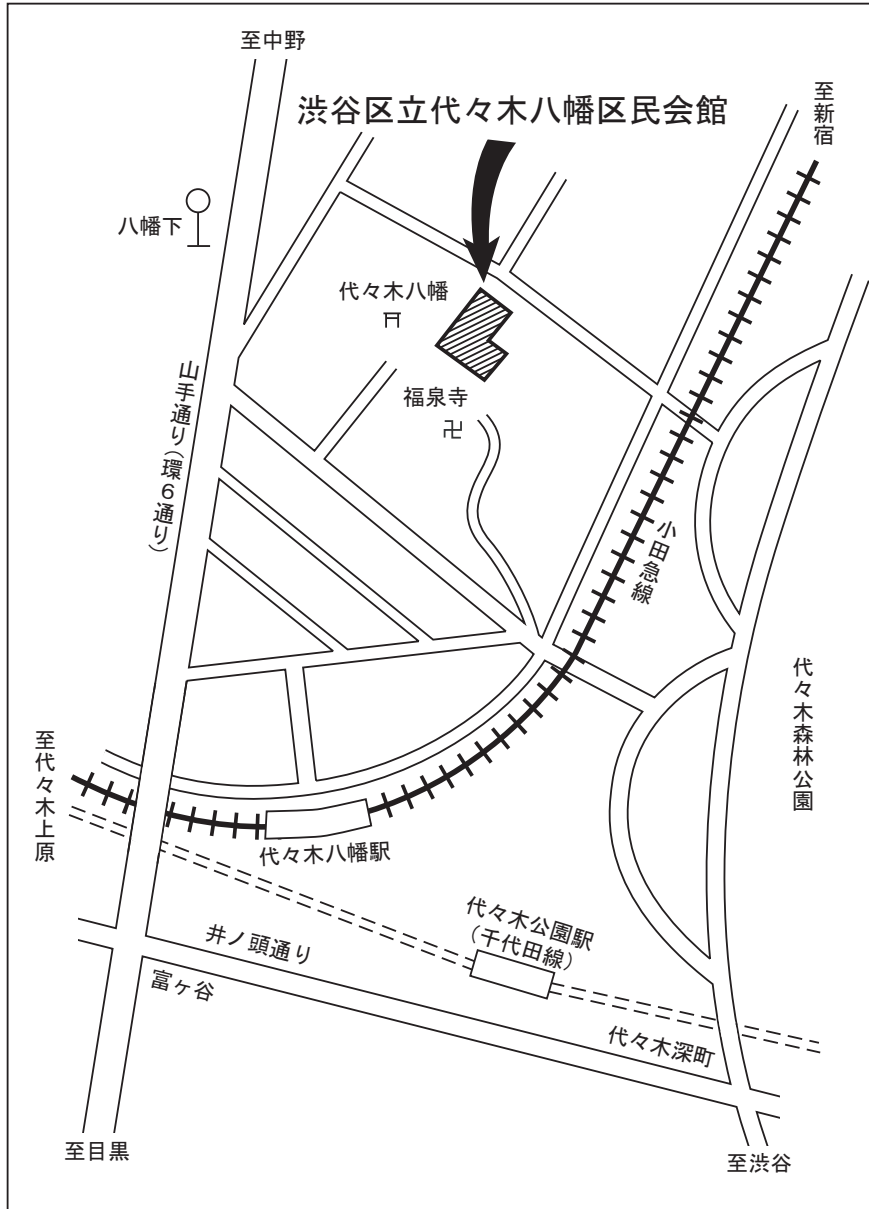 至中野
至新宿
渋谷区立代々木八幡区民会館
八幡下
代々木八幡
福泉寺
山手通り(環6通り)
小田急線
代々木森林公園
至代々木上原
代々木八幡駅
代々木公園駅
(千代田線)
井ノ頭通り
富ヶ谷
代々木深町
至目黒
至渋谷